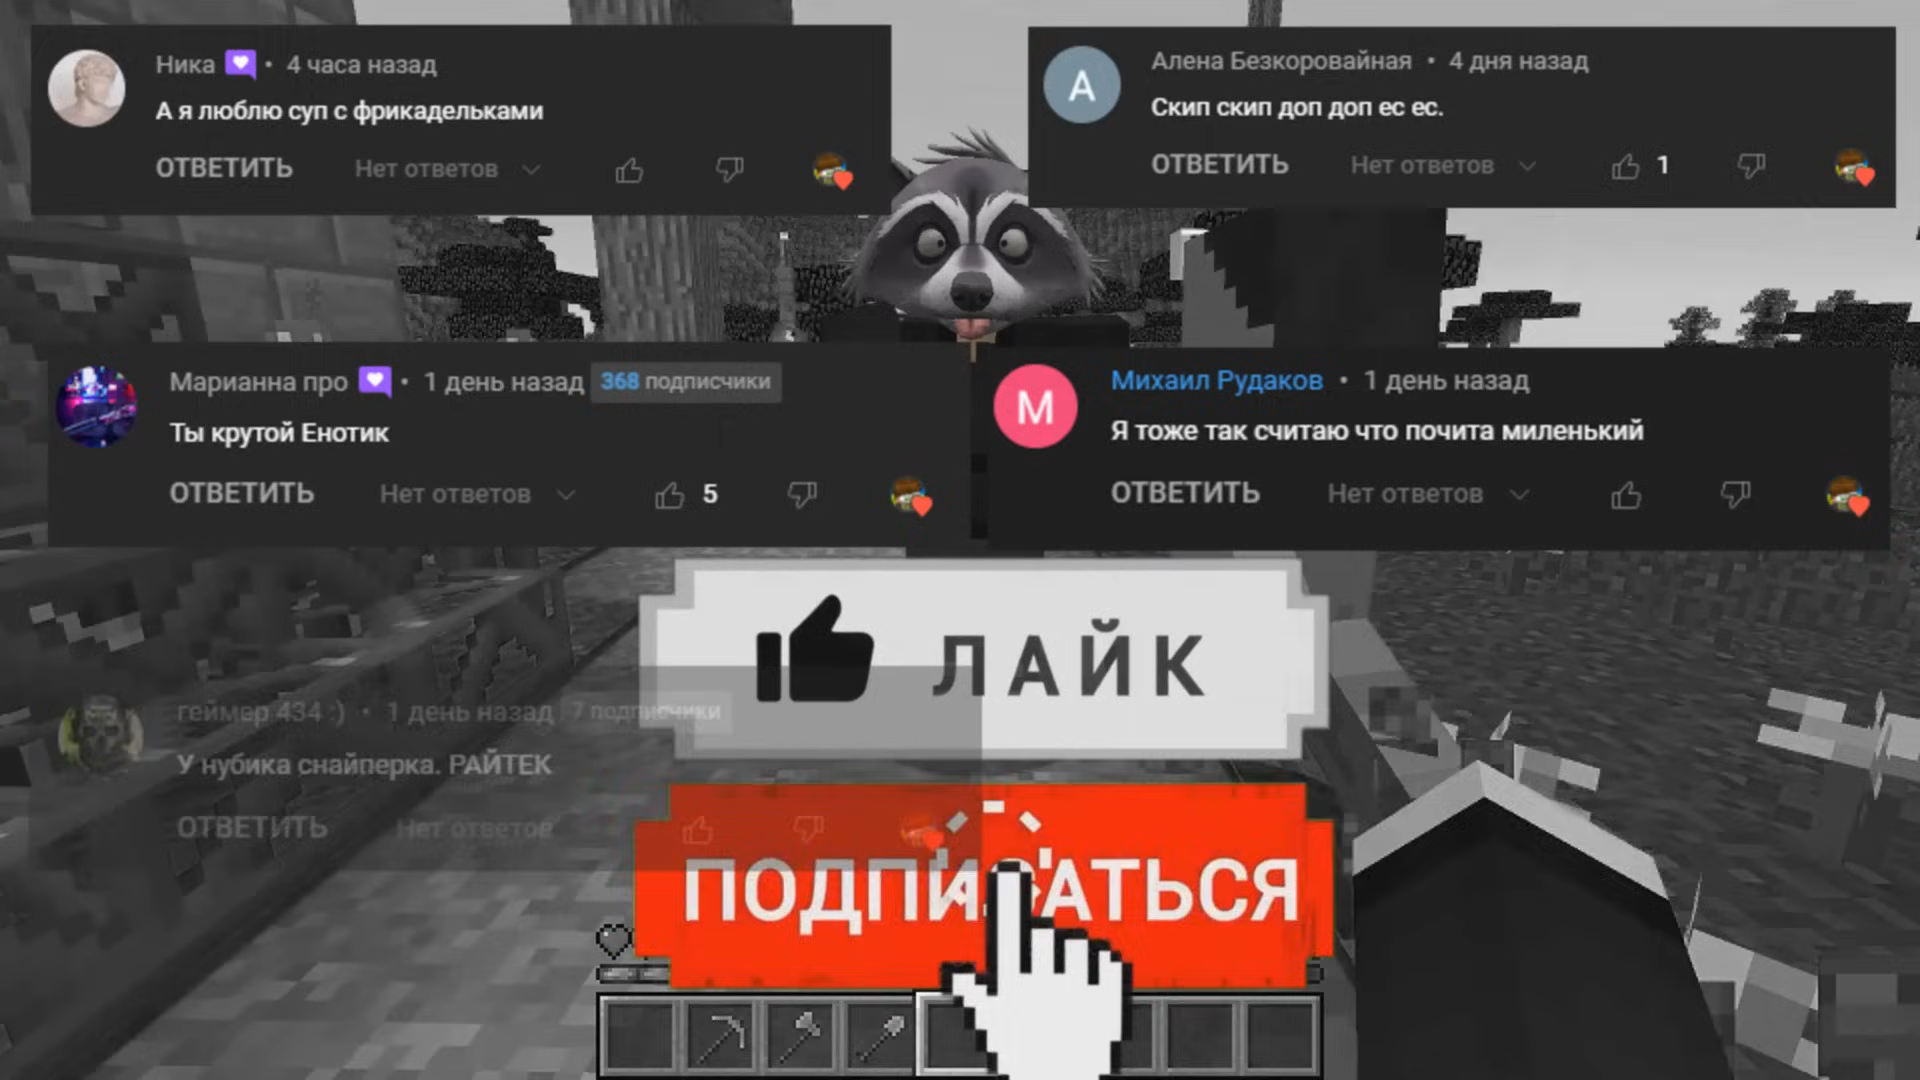 Ника • 4 часа назад
А я люблю суп с фрикадельками
ОТВЕТИТЬ Нет ответов
Алена Безкоровайная • 4 дня назад
А
Скип скип доп доп ес ес.
ОТВЕТИТЬ Нет ответов 1
Марианна про • 1 день назад 368 подписчики
Ты крутой Енотик
ОТВЕТИТЬ Нет ответов 5
Михаил Рудаков • 1 день назад
М
Я тоже так считаю что почита миленький
ОТВЕТИТЬ Нет ответов
ЛАЙК
геймер 434 :) • 1 день назад 7 подписчики
У нубика снайперка. РАЙТЕК
ОТВЕТИТЬ Нет ответов
ПОДПИСАТЬСЯ